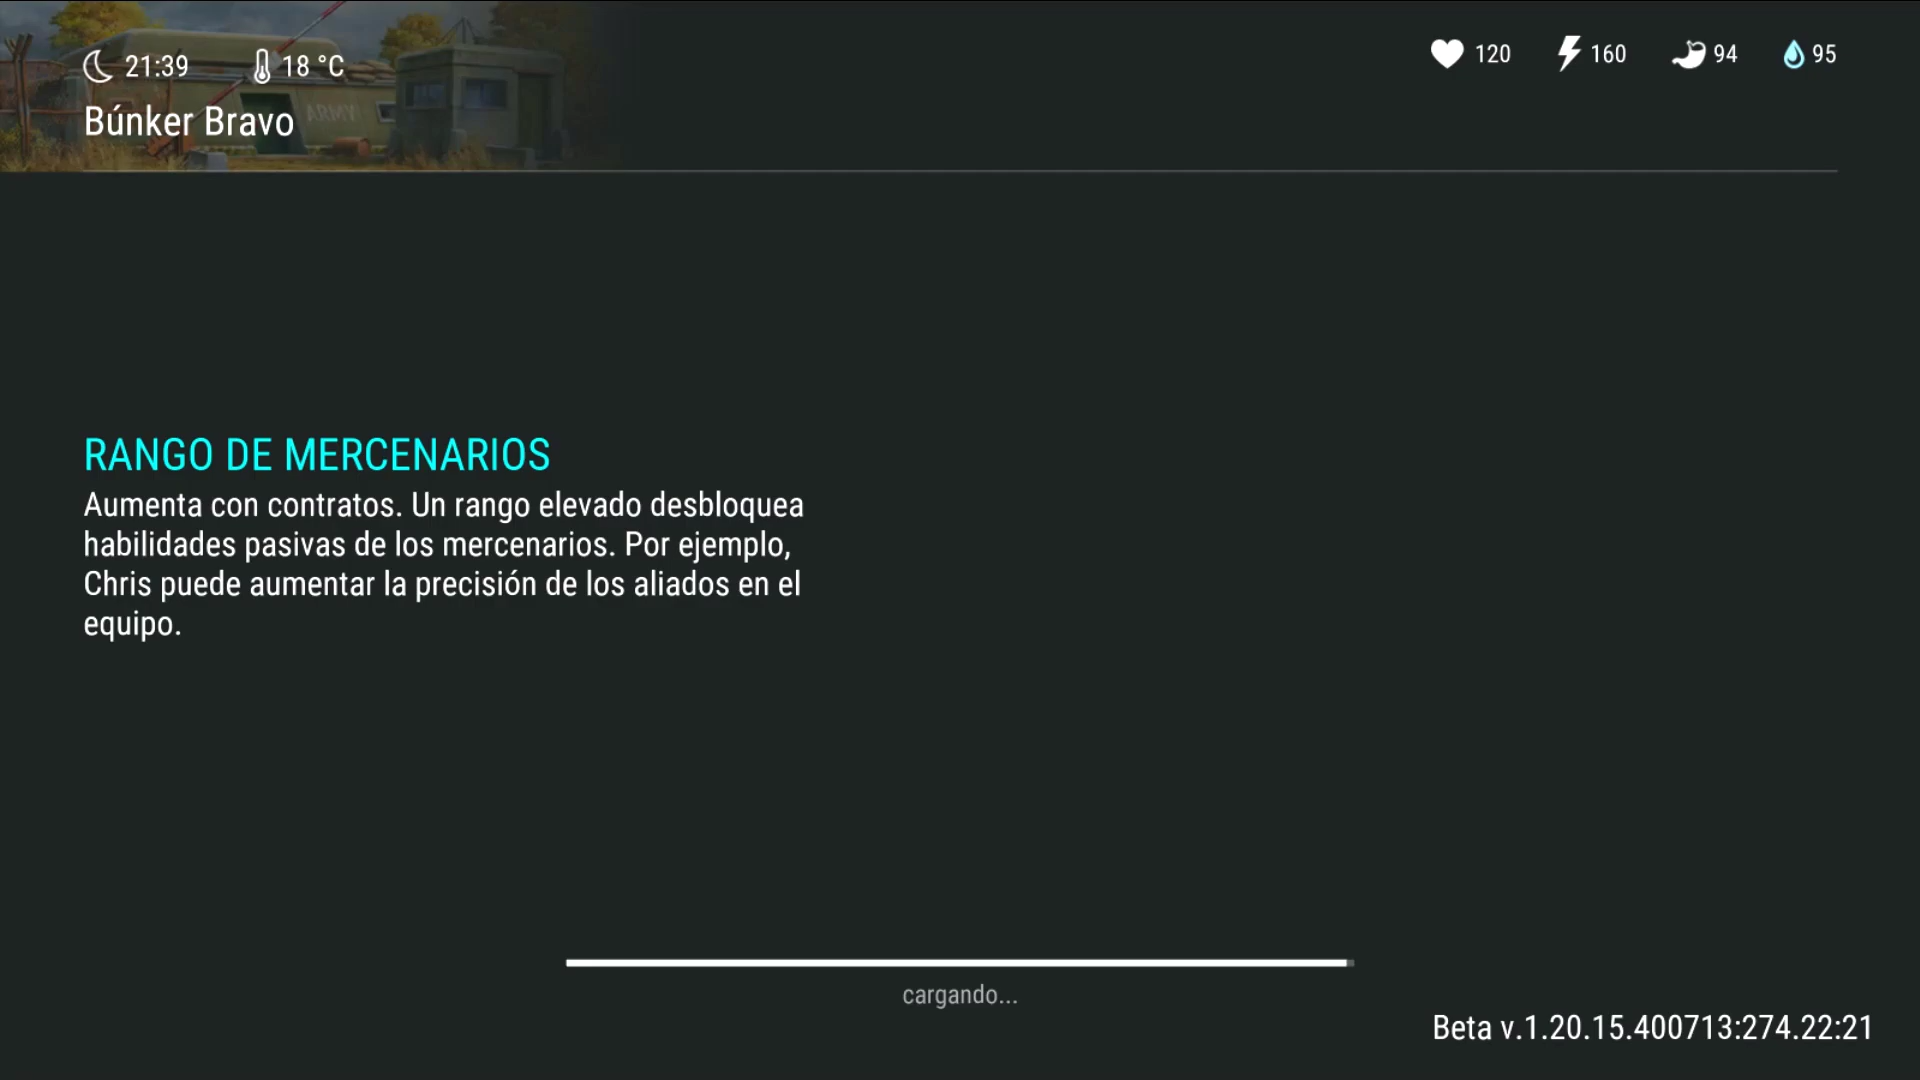 21:39 18 °C 120 160 94 95
Búnker Bravo
ARMY
RANGO DE MERCENARIOS
Aumenta con contratos. Un rango elevado desbloquea
habilidades pasivas de los mercenarios. Por ejemplo,
Chris puede aumentar la precisión de los aliados en el
equipo.
cargando...
Beta v.1.20.15.400713:274.22:21